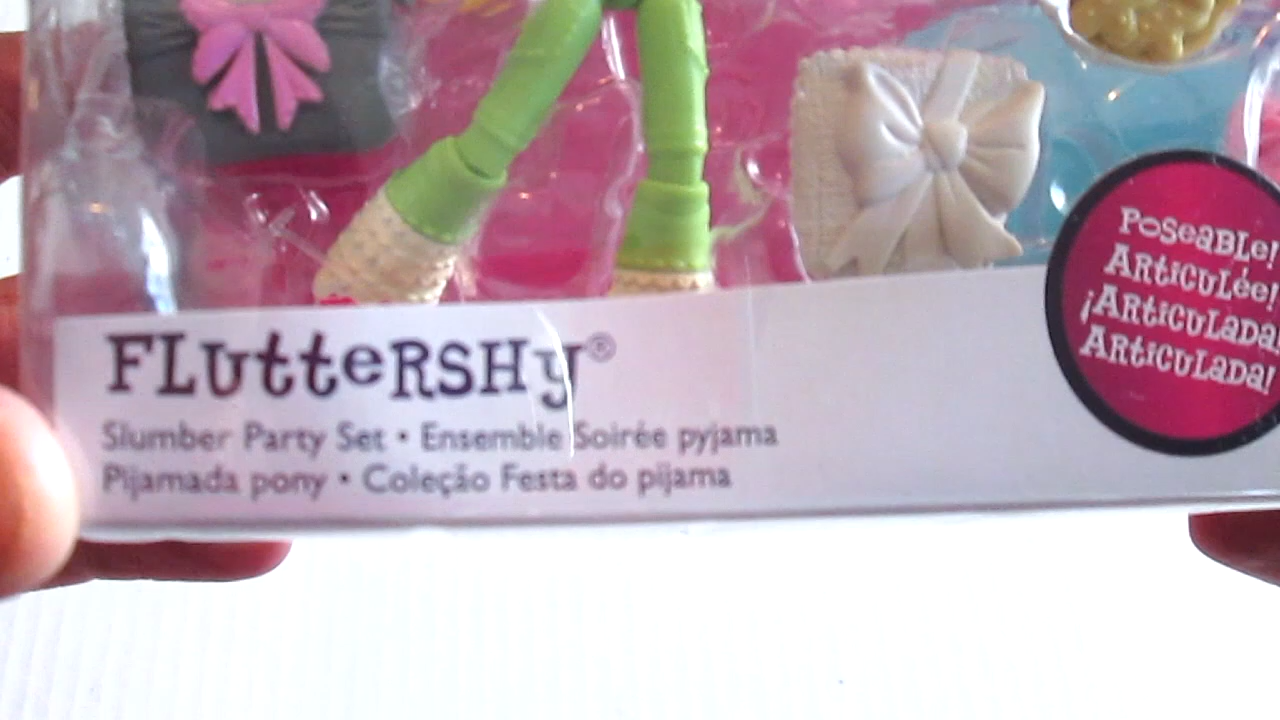 FLutteRSHy®
Slumber Party Set • Ensemble Soirée pyjama
Pijamada pony • Coleção Festa do pijama
PoSeaBLe!
ARtiCuLée!
¡ARtiCuLaDa!
ARtiCuLaDa!